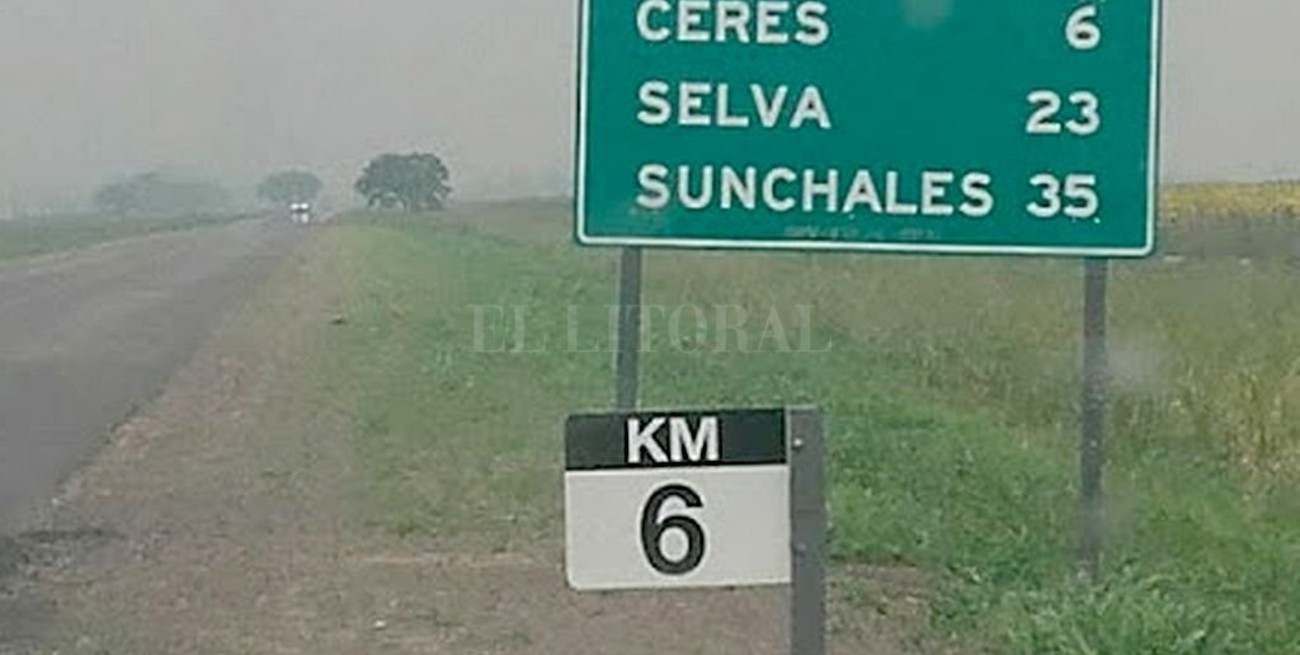 CERES 6
SELVA 23
SUNCHALES 35
EL LITORAL
KM
6